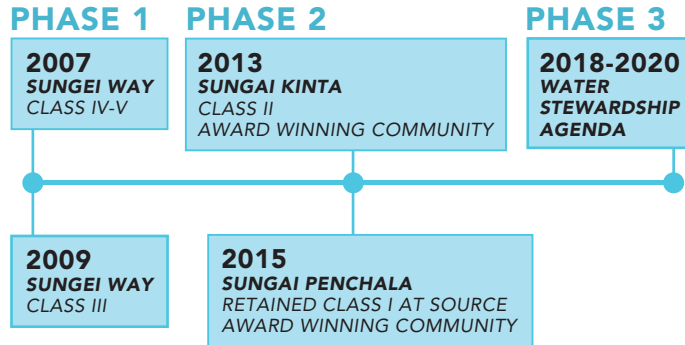 PHASE 1
PHASE 2
PHASE 3
2007
SUNGEI WAY
CLASS IV-V
2013
SUNGAI KINTA
CLASS II
AWARD WINNING COMMUNITY
2018-2020
WATER
STEWARDSHIP
AGENDA
2009
SUNGEI WAY
CLASS III
2015
SUNGAI PENCHALA
RETAINED CLASS I AT SOURCE
AWARD WINNING COMMUNITY